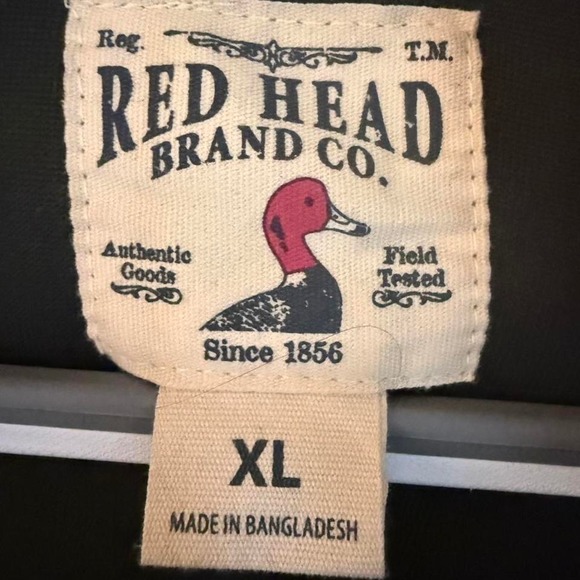 Reg. T.M.
RED HEAD
BRAND CO.
Authentic Field
Goods Tested
Since 1856
XL
MADE IN BANGLADESH